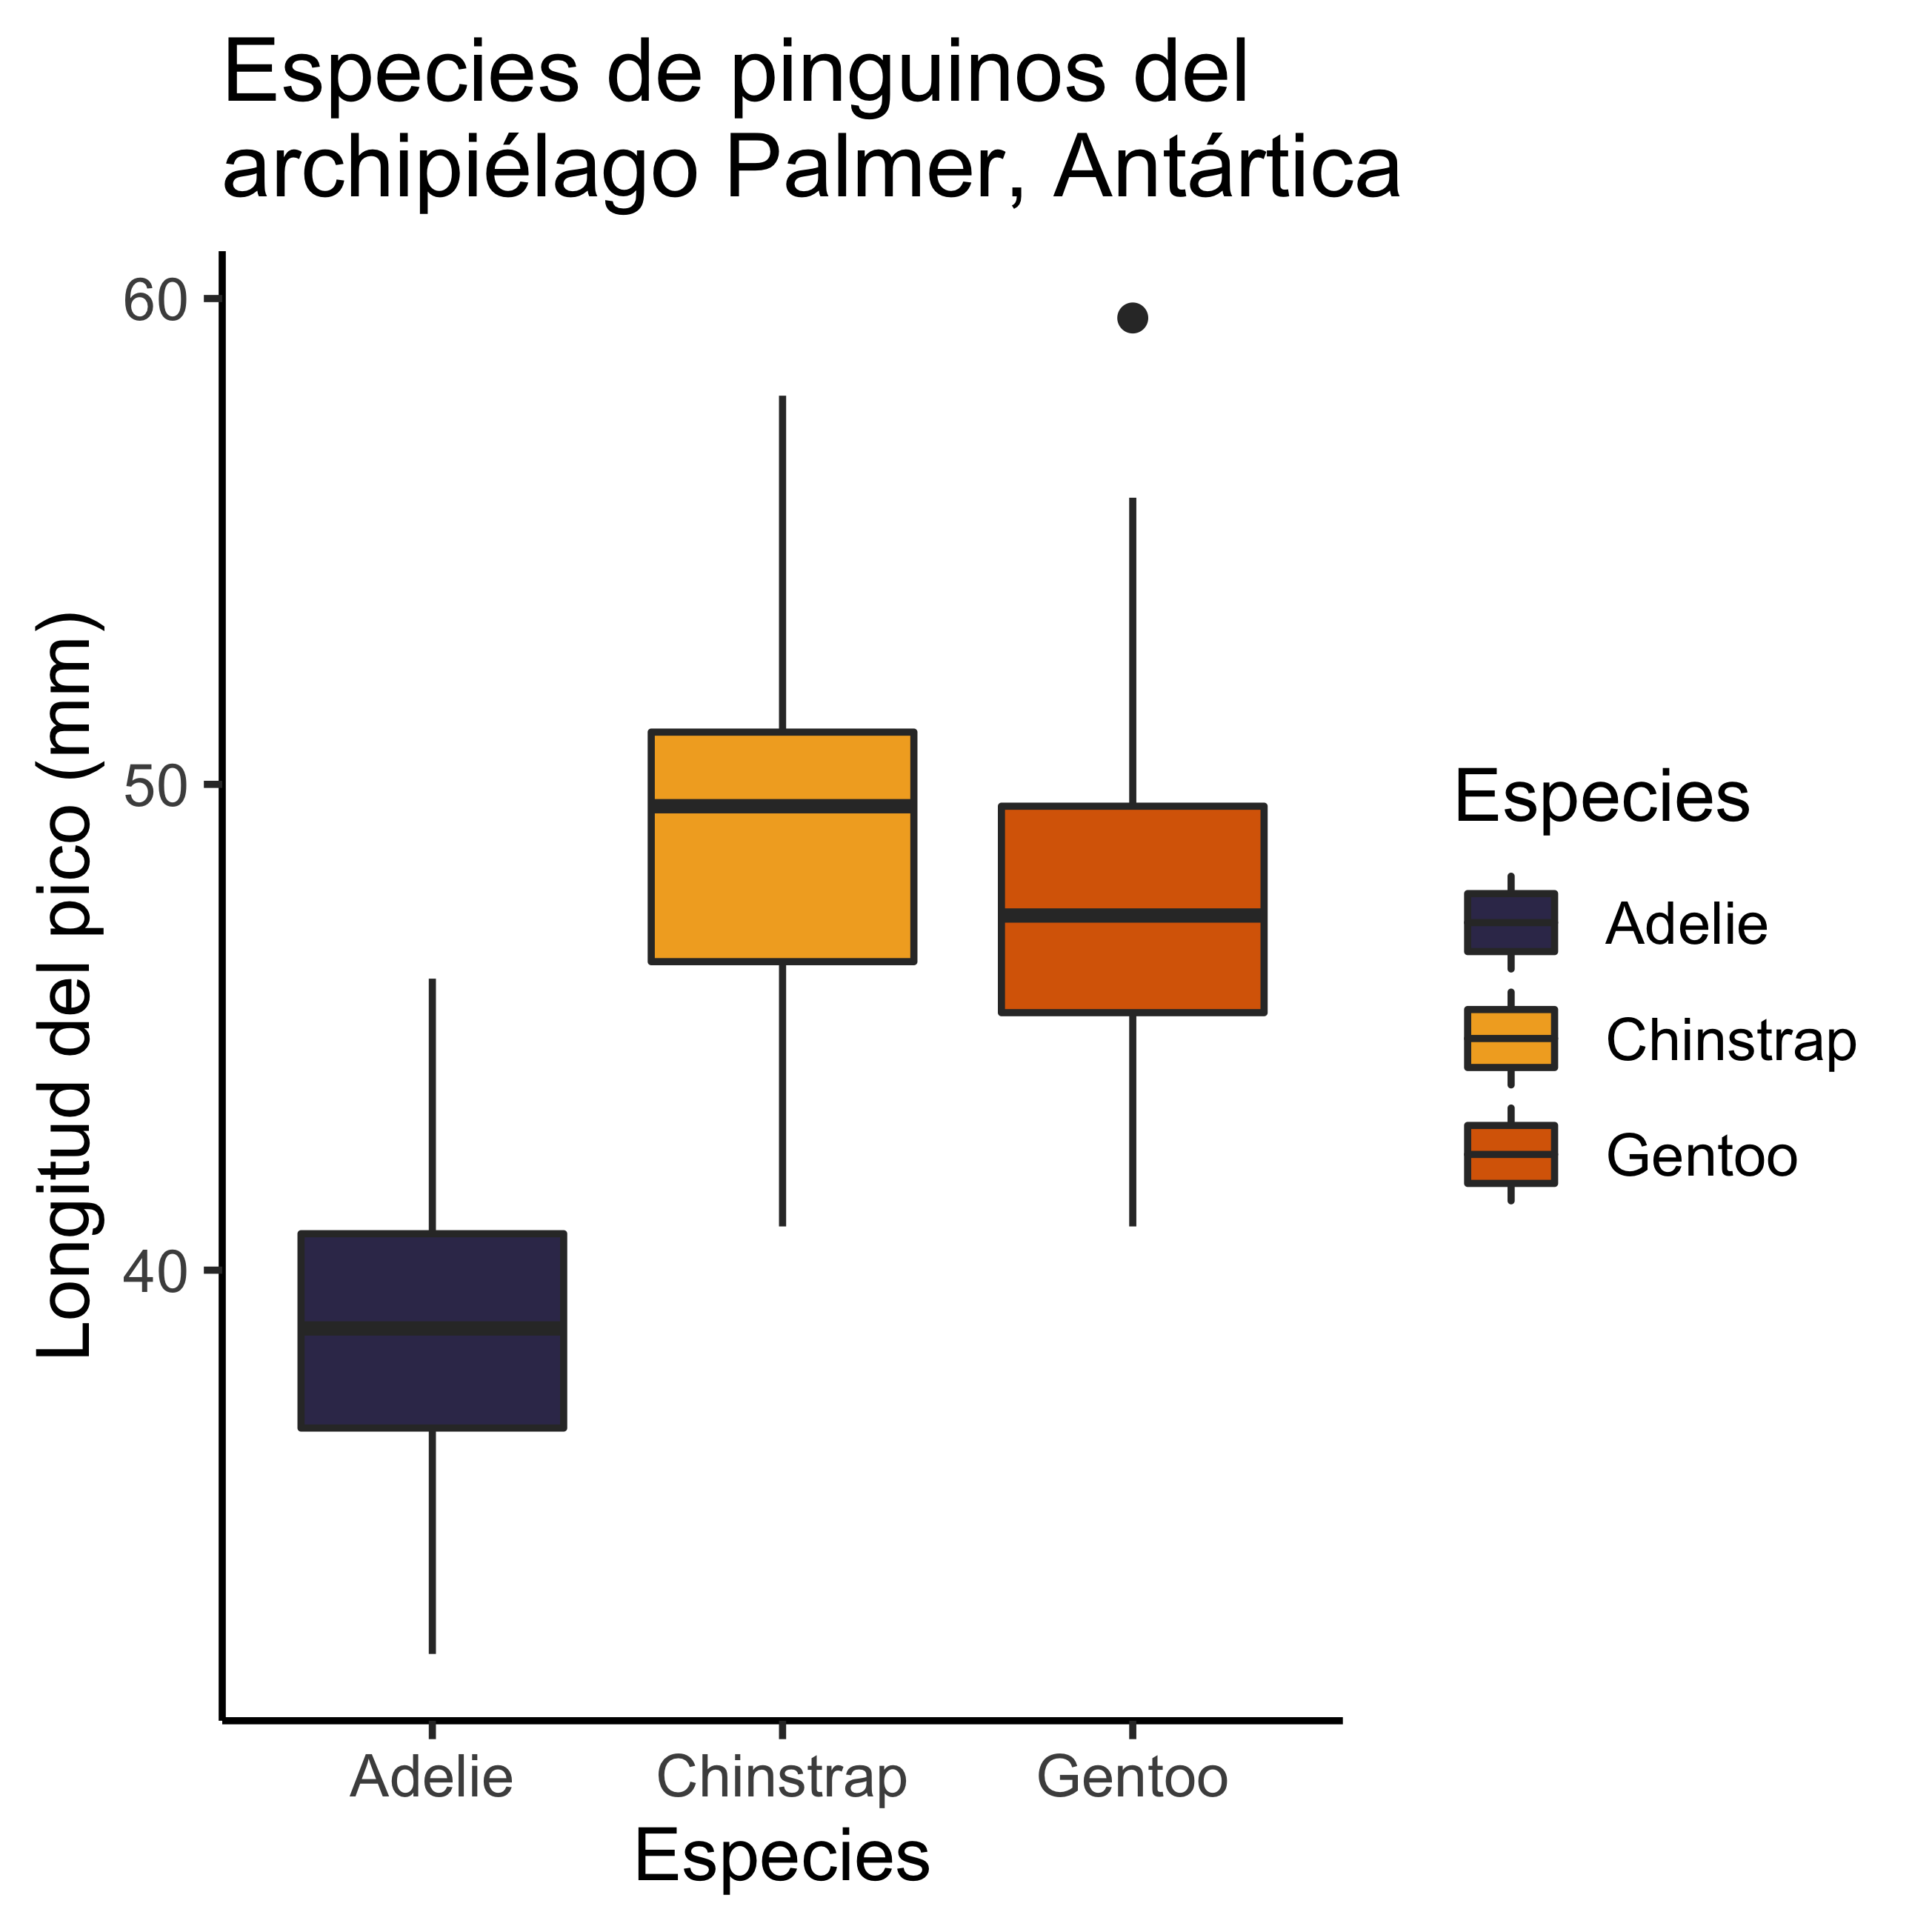 Especies de pinguinos del
archipiélago Palmer, Antártica
60
50
40
Longitud del pico (mm)
Adelie
Chinstrap
Gentoo
Especies
Especies
Adelie
Chinstrap
Gentoo